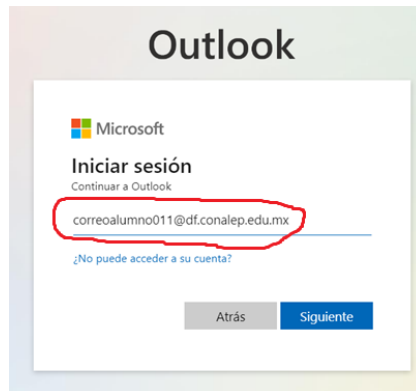 Outlook
Microsoft
Iniciar sesión
Continuar a Outlook
correoalumno011@df.conalep.edu.mx
¿No puede acceder a su cuenta?
Atrás Siguiente